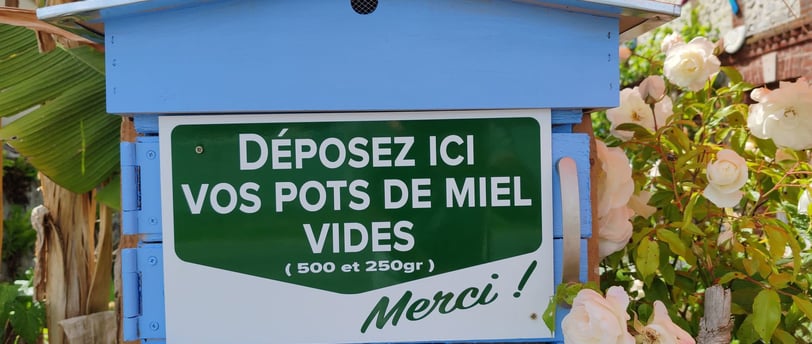 DÉPOSEZ ICI
VOS POTS DE MIEL
VIDES
( 500 et 250gr )
Merci !